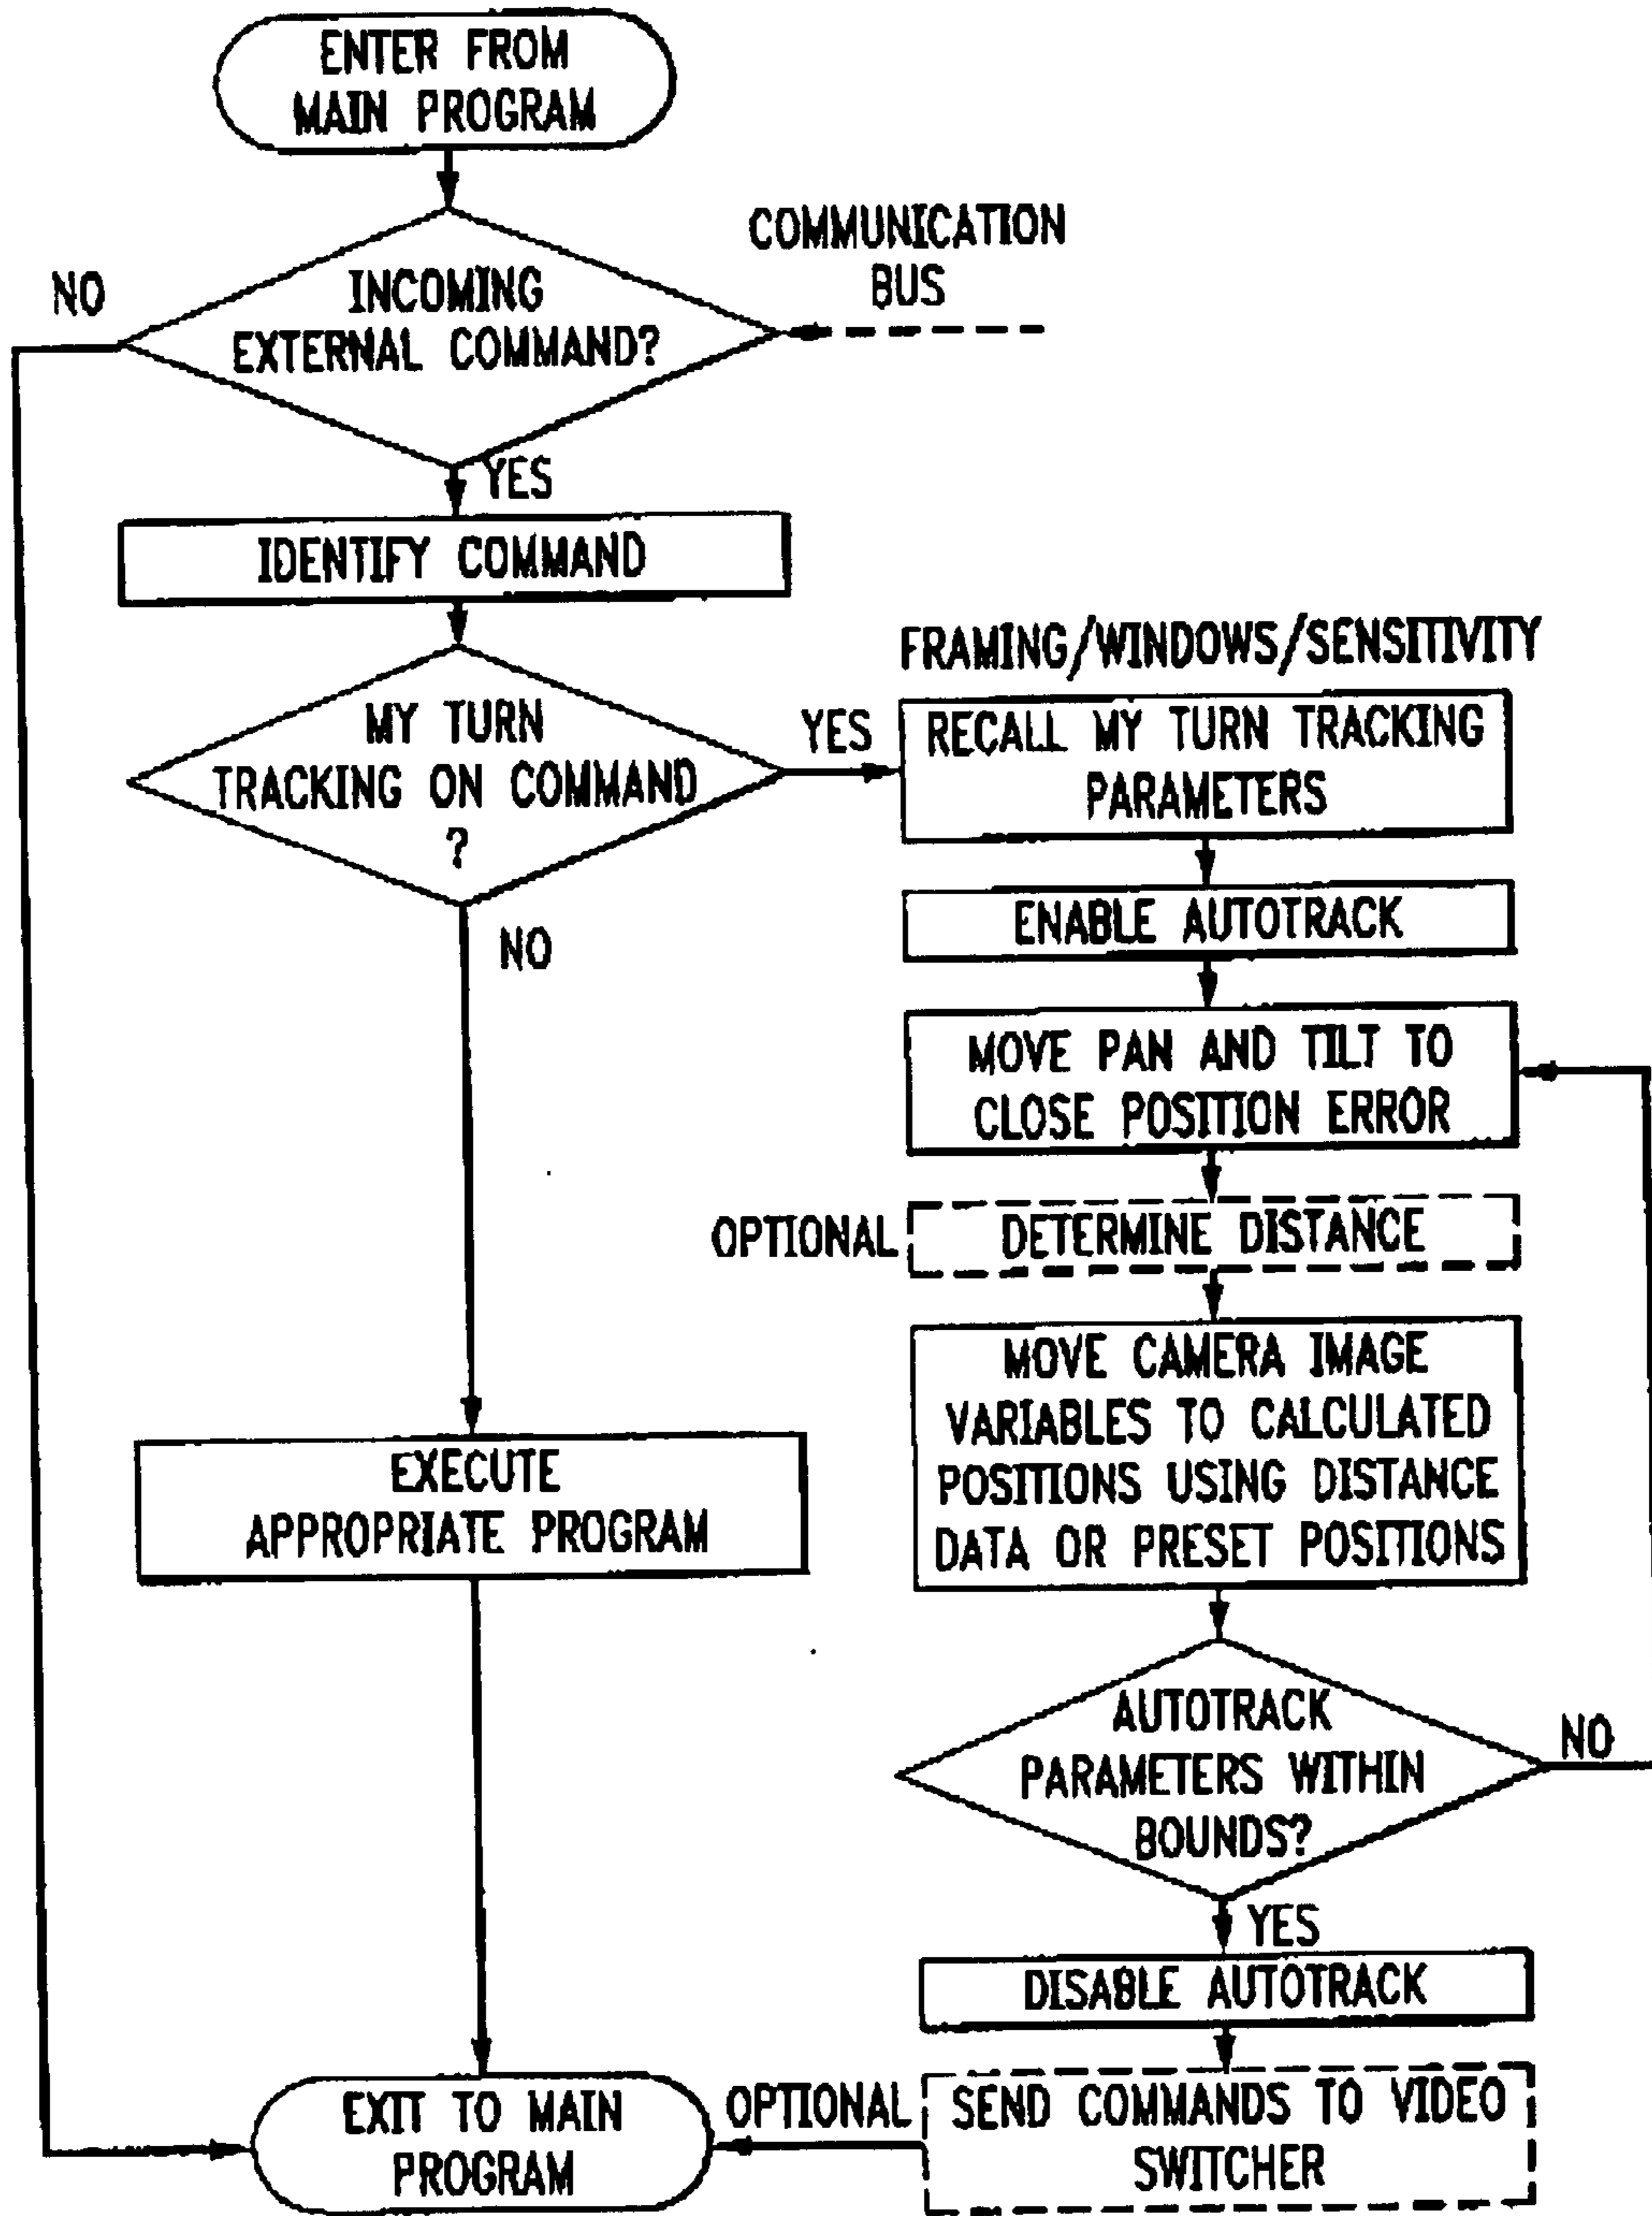 ENTER FROM
MAIN PROGRAM
COMMUNICATION
BUS
NO
INCOMING
EXTERNAL COMMAND?
YES
IDENTIFY COMMAND
MY TURN
TRACKING ON COMMAND
?
YES
NO
FRAMING/WINDOWS/SENSITIVITY
RECALL MY TURN TRACKING
PARAMETERS
ENABLE AUTOTRACK
MOVE PAN AND TILT TO
CLOSE POSITION ERROR
OPTIONAL
DETERMINE DISTANCE
MOVE CAMERA IMAGE
VARIABLES TO CALCULATED
POSITIONS USING DISTANCE
DATA OR PRESET POSITIONS
EXECUTE
APPROPRIATE PROGRAM
AUTOTRACK
PARAMETERS WITHIN
BOUNDS?
NO
YES
DISABLE AUTOTRACK
SEND COMMANDS TO VIDEO
SWITCHER
OPTIONAL
EXIT TO MAIN
PROGRAM